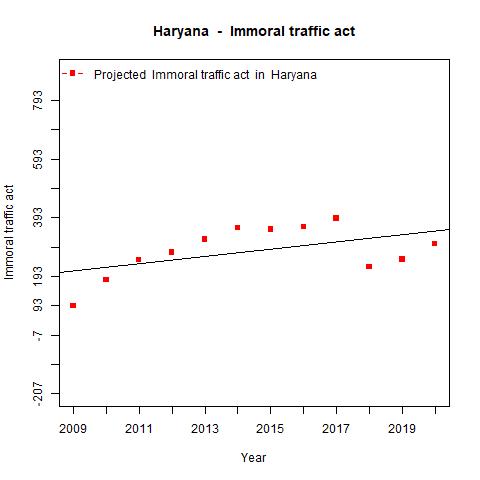 Haryana - Immoral traffic act
Projected Immoral traffic act in Haryana
Immoral traffic act
793
593
393
193
93
-7
-207
2009 2011 2013 2015 2017 2019
Year